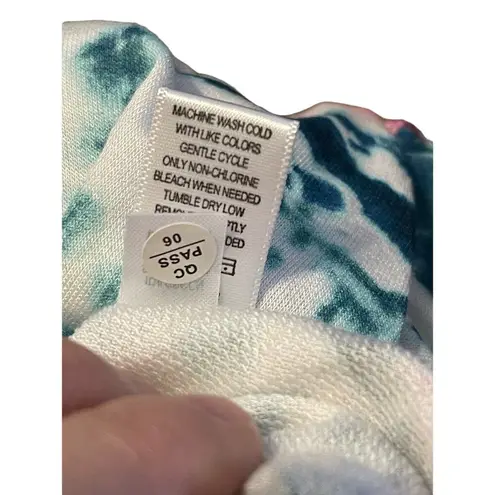 MACHINE WASH COLD
WITH LIKE COLORS
GENTLE CYCLE
ONLY NON-CHLORINE
BLEACH WHEN NEEDED
TUMBLE DRY LOW
QC
PASS
06